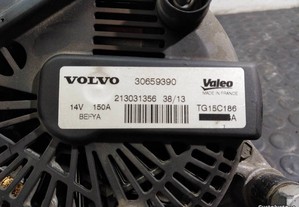 VOLVO 30659390 Valeo
MADE IN FRANCE
213031356 38/13
14V 150A TG15C186
BEFYA A